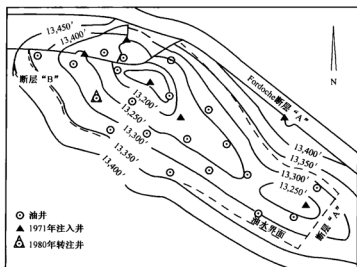 13,450'
13,400'
断层“B”
Fordoche断层“A”
N
13,200'
13,250'
13,300'
13,350'
13,400'
13,400'
13,350'
13,300'
13,250'
油水界面
断层“A”
油井
1971年注入井
1980年转注井